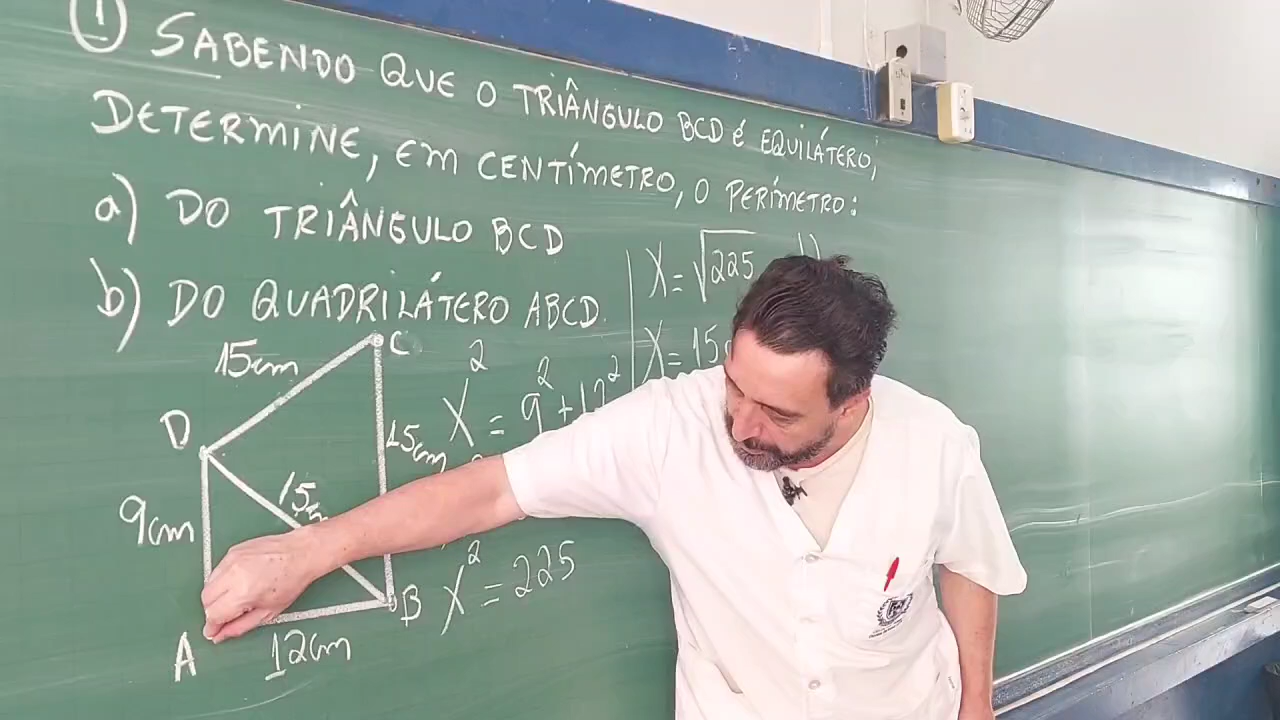 1 SABENDO QUE O TRIÂNGULO BCD É EQUILÁTERO,
DETERMINE, EM CENTÍMETRO, O PERÍMETRO:
a) DO TRIÂNGULO BCD
b) DO QUADRILÁTERO ABCD.
15cm
C
D
15cm
15cm
9cm
B
A
12cm
X² = 9² + 12²
X² = 225
X = √225
X = 15